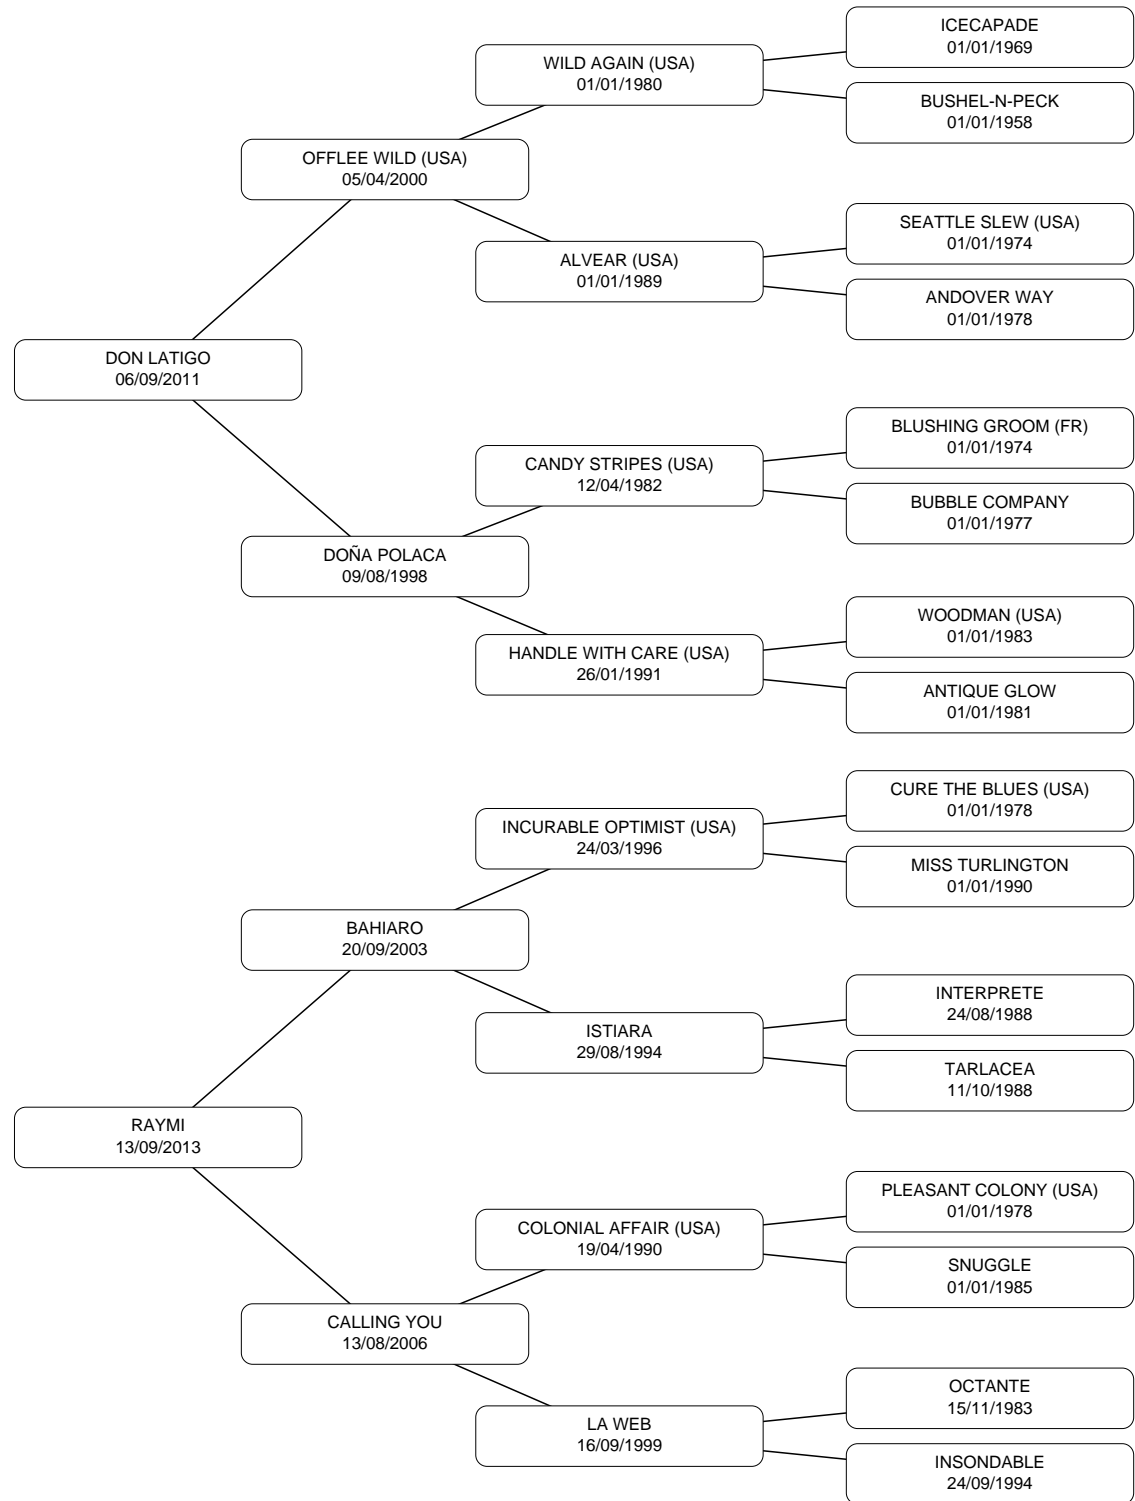 ICECAPADE
01/01/1969
WILD AGAIN (USA)
01/01/1980
BUSHEL-N-PECK
01/01/1958
OFFLEE WILD (USA)
05/04/2000
SEATTLE SLEW (USA)
01/01/1974
ALVEAR (USA)
01/01/1989
ANDOVER WAY
01/01/1978
DON LATIGO
06/09/2011
BLUSHING GROOM (FR)
01/01/1974
CANDY STRIPES (USA)
12/04/1982
BUBBLE COMPANY
01/01/1977
DOÑA POLACA
09/08/1998
WOODMAN (USA)
01/01/1983
HANDLE WITH CARE (USA)
26/01/1991
ANTIQUE GLOW
01/01/1981
CURE THE BLUES (USA)
01/01/1978
INCURABLE OPTIMIST (USA)
24/03/1996
MISS TURLINGTON
01/01/1990
BAHIARO
20/09/2003
INTERPRETE
24/08/1988
ISTIARA
29/08/1994
TARLACEA
11/10/1988
RAYMI
13/09/2013
PLEASANT COLONY (USA)
01/01/1978
COLONIAL AFFAIR (USA)
19/04/1990
SNUGGLE
01/01/1985
CALLING YOU
13/08/2006
OCTANTE
15/11/1983
LA WEB
16/09/1999
INSONDABLE
24/09/1994